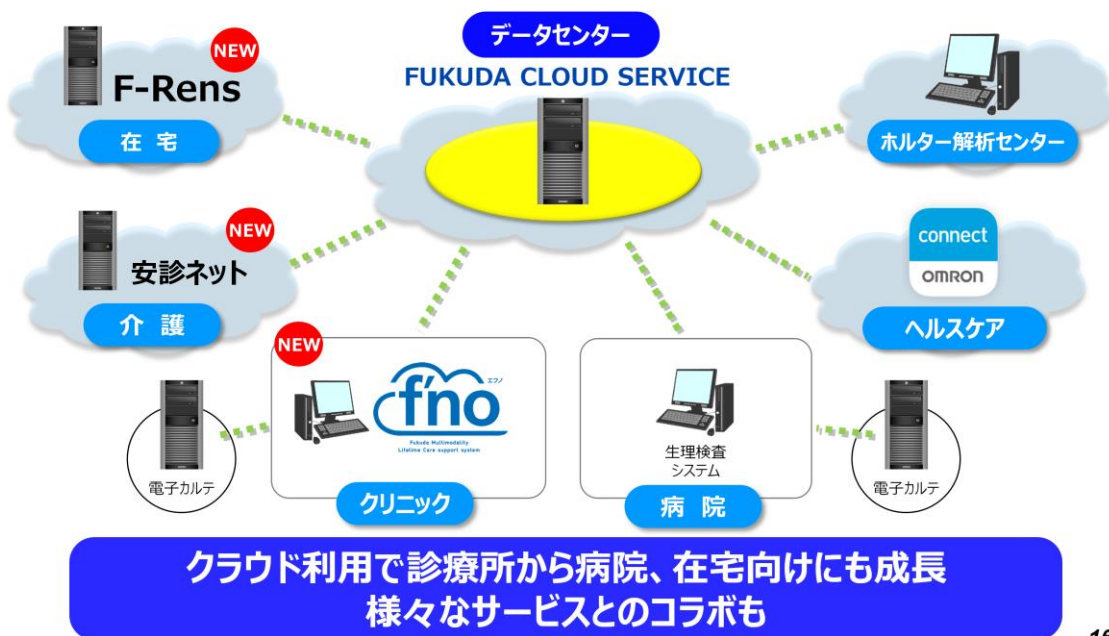 データセンター
FUKUDA CLOUD SERVICE
NEW
F-Rens
在 宅
ホルター解析センター
NEW
安診ネット
介 護
connect
OMRON
ヘルスケア
NEW
f'no
エフノ
Fukuda Multimodality
Lifetime Care support system
クリニック
生理検査
システム
病 院
電子カルテ
電子カルテ
クラウド利用で診療所から病院、在宅向けにも成長
様々なサービスとのコラボも